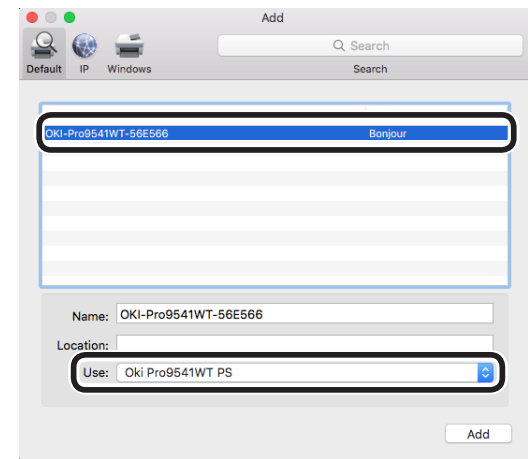 Add
Search
Default IP Windows Search
OKI-Pro9541WT-56E566 Bonjour
Name: OKI-Pro9541WT-56E566
Location:
Use: Oki Pro9541WT PS
Add